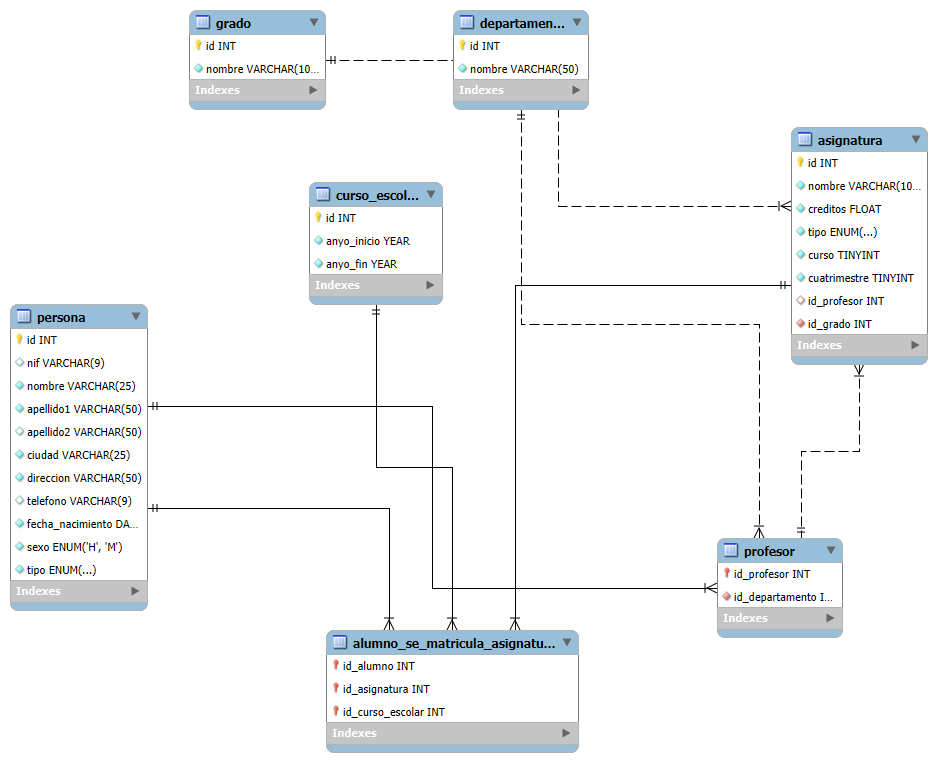 grado
id INT
nombre VARCHAR(10...
Indexes
departamen...
id INT
nombre VARCHAR(50)
Indexes
asignatura
id INT
nombre VARCHAR(10...
creditos FLOAT
tipo ENUM(...)
curso TINYINT
cuatrimestre TINYINT
id_profesor INT
id_grado INT
Indexes
curso_escol...
id INT
anyo_inicio YEAR
anyo_fin YEAR
Indexes
persona
id INT
nif VARCHAR(9)
nombre VARCHAR(25)
apellido1 VARCHAR(50)
apellido2 VARCHAR(50)
ciudad VARCHAR(25)
direccion VARCHAR(50)
telefono VARCHAR(9)
fecha_nacimiento DA...
sexo ENUM('H', 'M')
tipo ENUM(...)
Indexes
profesor
id_profesor INT
id_departamento I...
Indexes
alumno_se_matricula_asignatu...
id_alumno INT
id_asignatura INT
id_curso_escolar INT
Indexes